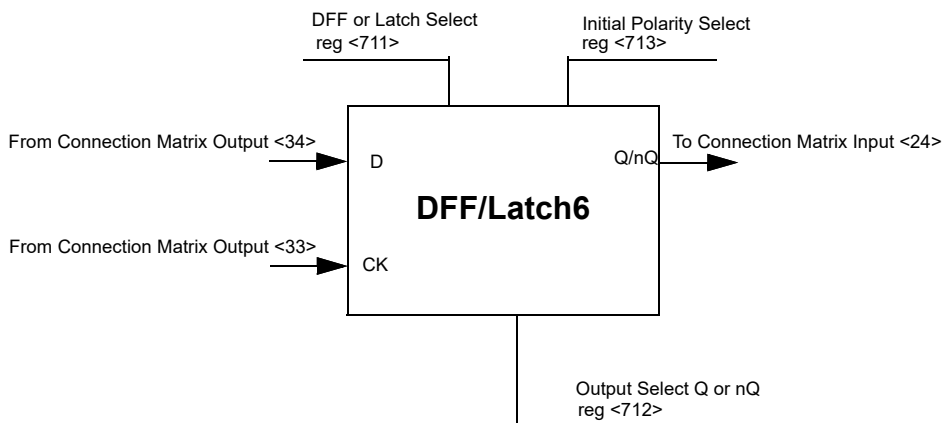 DFF or Latch Select
reg <711>
Initial Polarity Select
reg <713>
From Connection Matrix Output <34>
D
Q/nQ
To Connection Matrix Input <24>
DFF/Latch6
From Connection Matrix Output <33>
CK
Output Select Q or nQ
reg <712>